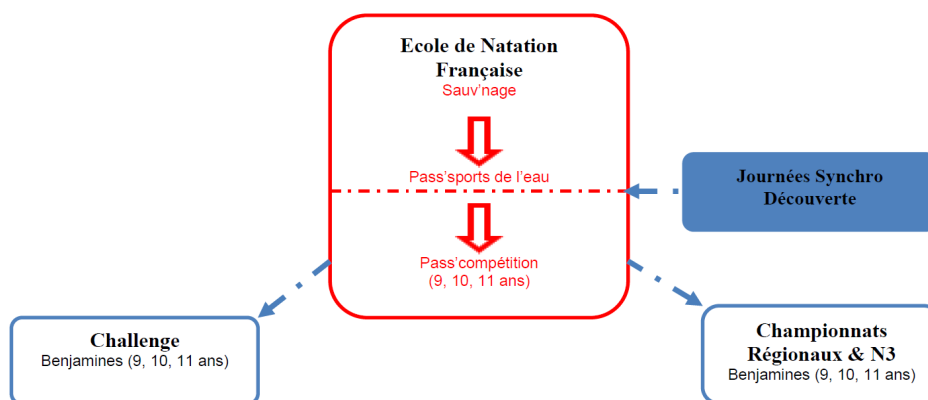 Ecole de Natation
Française
Sauv'nage
Pass'sports de l'eau
Journées Synchro
Découverte
Pass'compétition
(9, 10, 11 ans)
Challenge
Benjamines (9, 10, 11 ans)
Championnats
Régionaux & N3
Benjamines (9, 10, 11 ans)